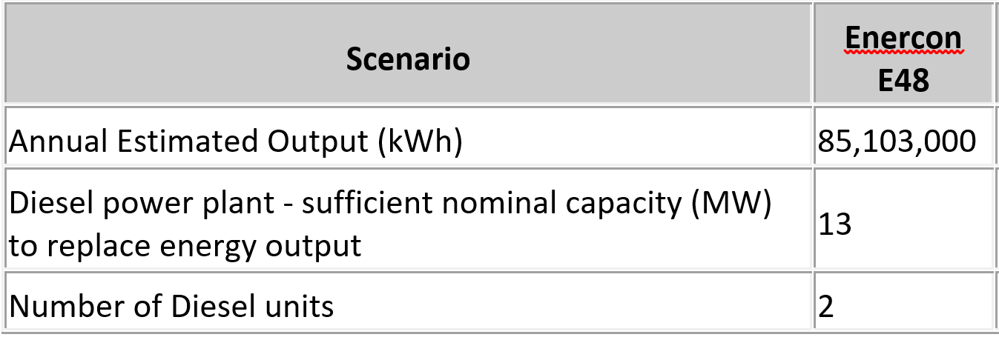 Scenario
Enercon
E48
Annual Estimated Output (kWh)
85,103,000
Diesel power plant - sufficient nominal capacity (MW)
to replace energy output
13
Number of Diesel units
2